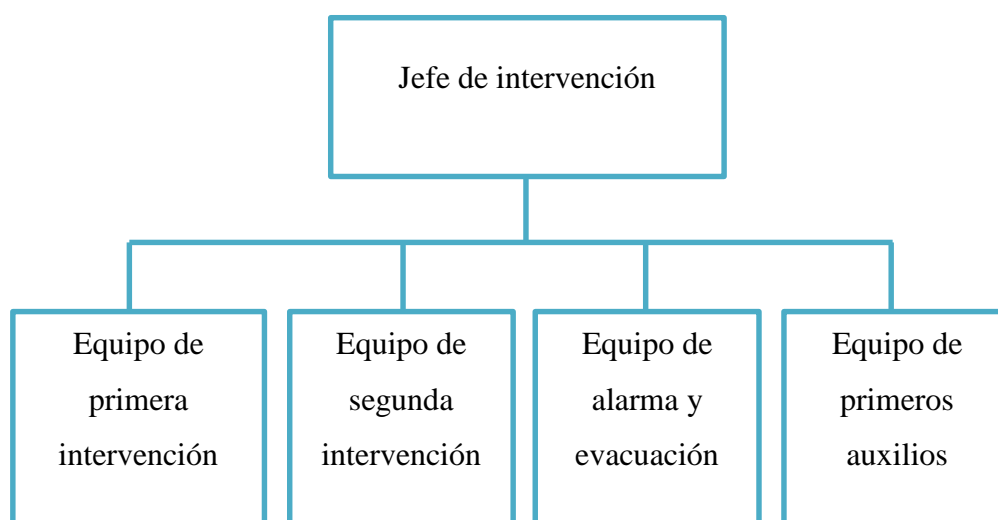 Jefe de intervención
Equipo de
primera
intervención
Equipo de
segunda
intervención
Equipo de
alarma y
evacuación
Equipo de
primeros
auxilios